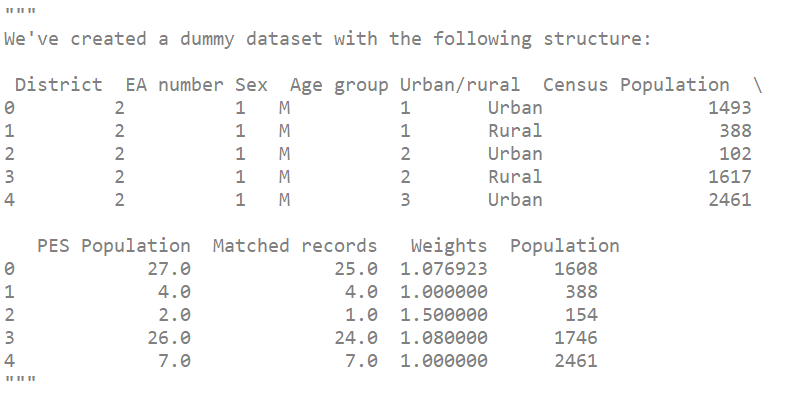 """
We've created a dummy dataset with the following structure:
District  EA number Sex  Age group Urban/rural  Census Population  \
0         2          1   M          1       Urban               1493
1         2          1   M          1       Rural                388
2         2          1   M          2       Urban                102
3         2          1   M          2       Rural               1617
4         2          1   M          3       Urban               2461
PES Population  Matched records   Weights  Population
0            27.0             25.0  1.076923        1608
1             4.0              4.0  1.000000         388
2             2.0              1.0  1.500000         154
3            26.0             24.0  1.080000        1746
4             7.0              7.0  1.000000        2461
"""